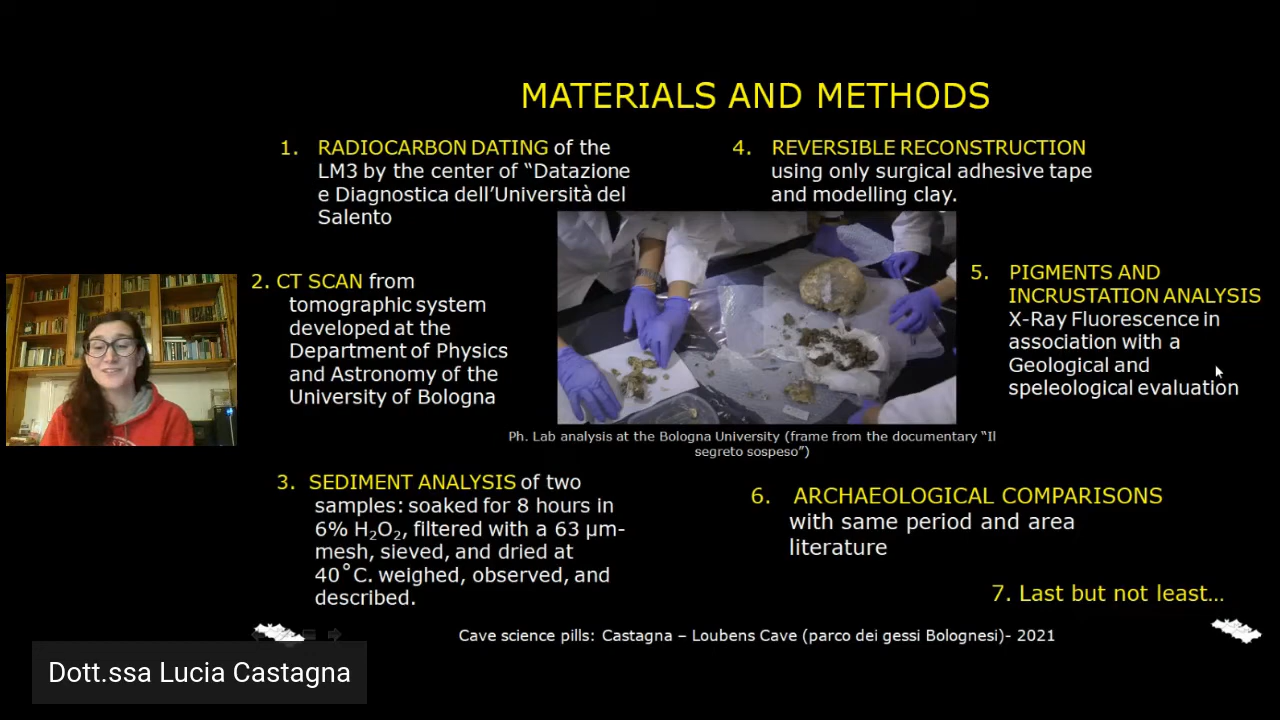 MATERIALS AND METHODS
1. RADIOCARBON DATING of the
LM3 by the center of “Datazione
e Diagnostica dell’Università del
Salento
2. CT SCAN from
tomographic system
developed at the
Department of Physics
and Astronomy of the
University of Bologna
3. SEDIMENT ANALYSIS of two
samples: soaked for 8 hours in
6% H₂O₂, filtered with a 63 μm-
mesh, sieved, and dried at
40˚C. weighed, observed, and
described.
4. REVERSIBLE RECONSTRUCTION
using only surgical adhesive tape
and modelling clay.
Ph. Lab analysis at the Bologna University (frame from the documentary “Il
segreto sospeso”)
5. PIGMENTS AND
INCRUSTATION ANALYSIS
X-Ray Fluorescence in
association with a
Geological and
speleological evaluation
6. ARCHAEOLOGICAL COMPARISONS
with same period and area
literature
7. Last but not least…
Cave science pills: Castagna – Loubens Cave (parco dei gessi Bolognesi)- 2021
Dott.ssa Lucia Castagna